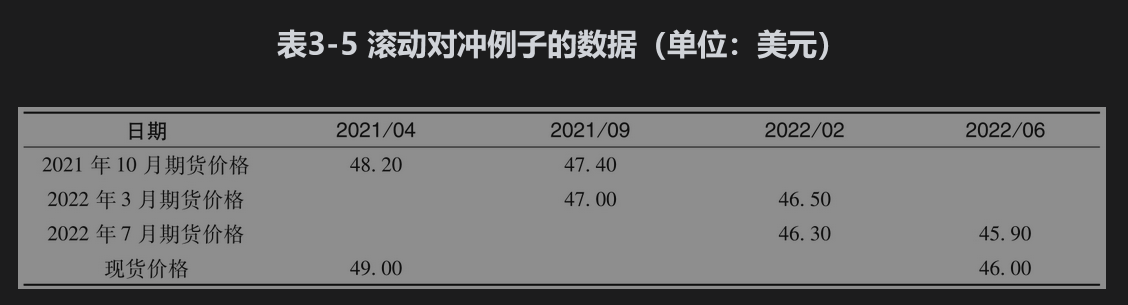 表3-5 滚动对冲例子的数据（单位：美元）
日期 2021/04 2021/09 2022/02 2022/06
2021 年 10 月期货价格 48.20 47.40
2022 年 3 月期货价格 47.00 46.50
2022 年 7 月期货价格 46.30 45.90
现货价格 49.00 46.00